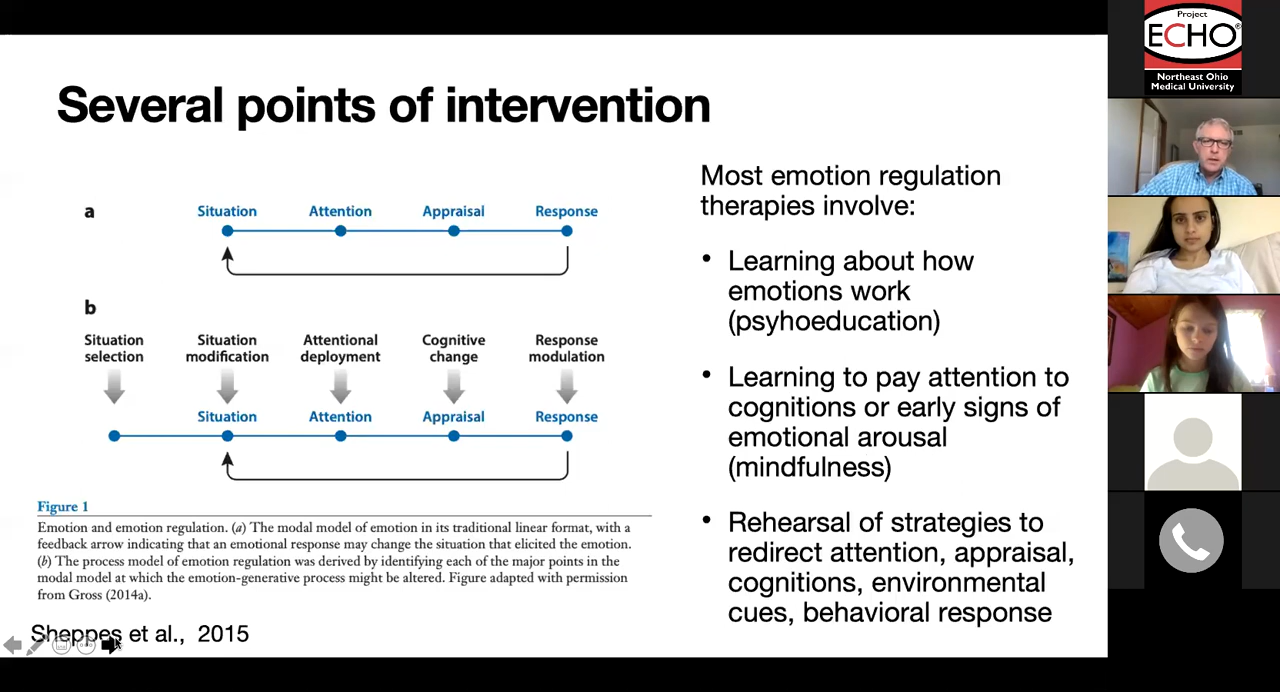 Several points of intervention
a
Situation Attention Appraisal Response
b
Situation selection
Situation modification
Attentional deployment
Cognitive change
Response modulation
Situation Attention Appraisal Response
Figure 1
Emotion and emotion regulation. (a) The modal model of emotion in its traditional linear format, with a
feedback arrow indicating that an emotional response may change the situation that elicited the emotion.
(b) The process model of emotion regulation was derived by identifying each of the major points in the
modal model at which the emotion-generative process might be altered. Figure adapted with permission
from Gross (2014a).
Sheppes et al., 2015
Most emotion regulation
therapies involve:
• Learning about how
emotions work
(psyhoeducation)
• Learning to pay attention to
cognitions or early signs of
emotional arousal
(mindfulness)
• Rehearsal of strategies to
redirect attention, appraisal,
cognitions, environmental
cues, behavioral response
Project
ECHO®
Northeast Ohio
Medical University